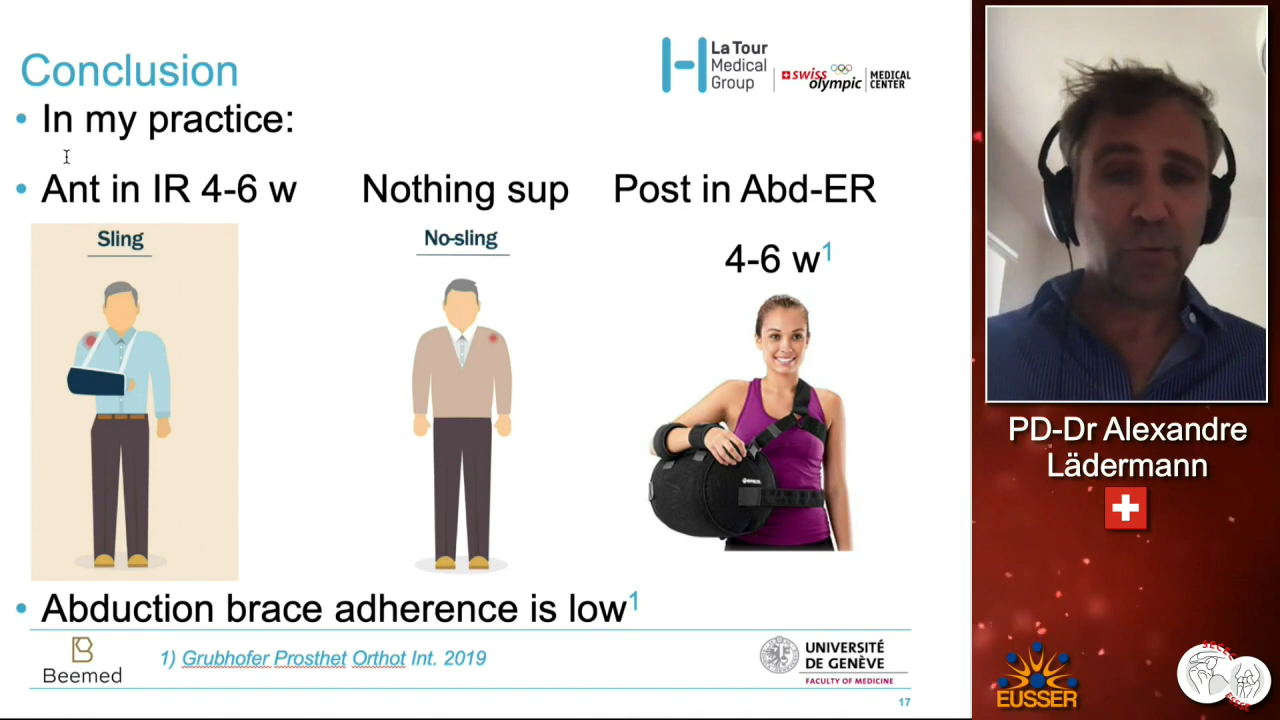 Conclusion
La Tour
Medical
Group
swiss
olympic
MEDICAL
CENTER
• In my practice:
• Ant in IR 4-6 w
Nothing sup
Post in Abd-ER
4-6 w1
Sling
No-sling
• Abduction brace adherence is low1
1) Grubhofer Prosthet Orthot Int. 2019
Beemed
UNIVERSITÉ
DE GENÈVE
FACULTY OF MEDICINE
17
PD-Dr Alexandre
Lädermann
EUSSER